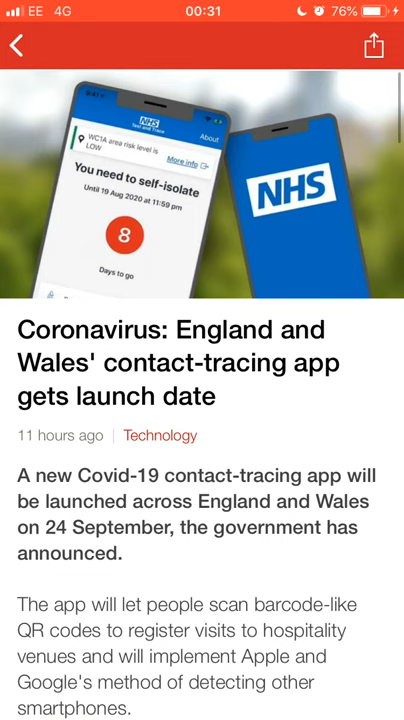 EE 4G 00:31 76%
9:41
NHS
Test and Trace
About
WC1A area risk level is
LOW
More info
You need to self-isolate
Until 19 Aug 2020 at 11:59 pm
8
Days to go
NHS
Coronavirus: England and
Wales' contact-tracing app
gets launch date
11 hours ago | Technology
A new Covid-19 contact-tracing app will
be launched across England and Wales
on 24 September, the government has
announced.
The app will let people scan barcode-like
QR codes to register visits to hospitality
venues and will implement Apple and
Google's method of detecting other
smartphones.